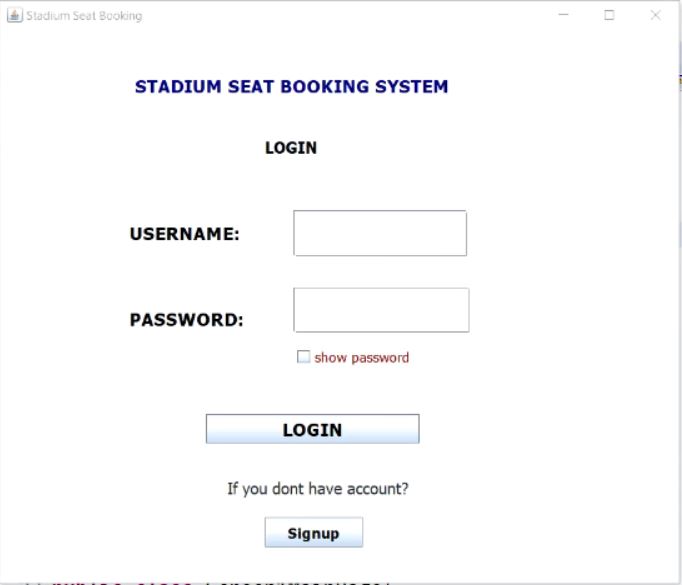 Stadium Seat Booking
STADIUM SEAT BOOKING SYSTEM
LOGIN
USERNAME:
PASSWORD:
show password
LOGIN
If you dont have account?
Signup